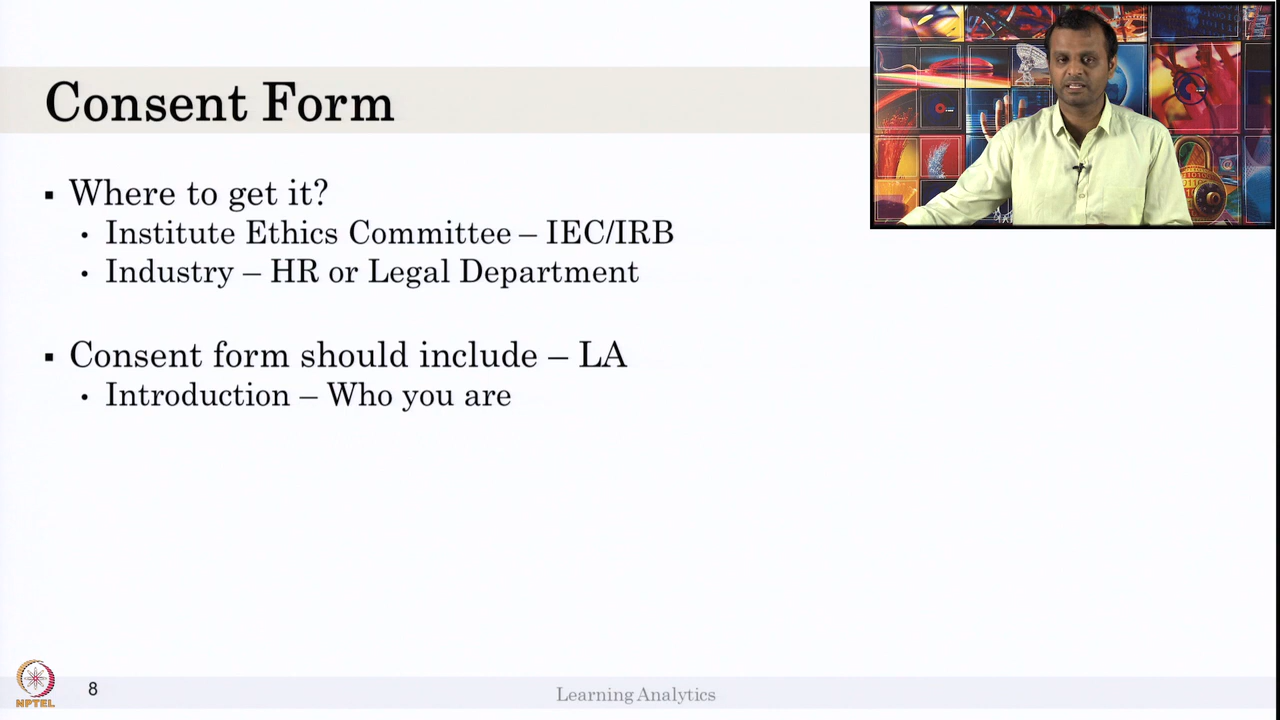 Consent Form
▪ Where to get it?
• Institute Ethics Committee – IEC/IRB
• Industry – HR or Legal Department
▪ Consent form should include – LA
• Introduction – Who you are
NPTEL
8
Learning Analytics